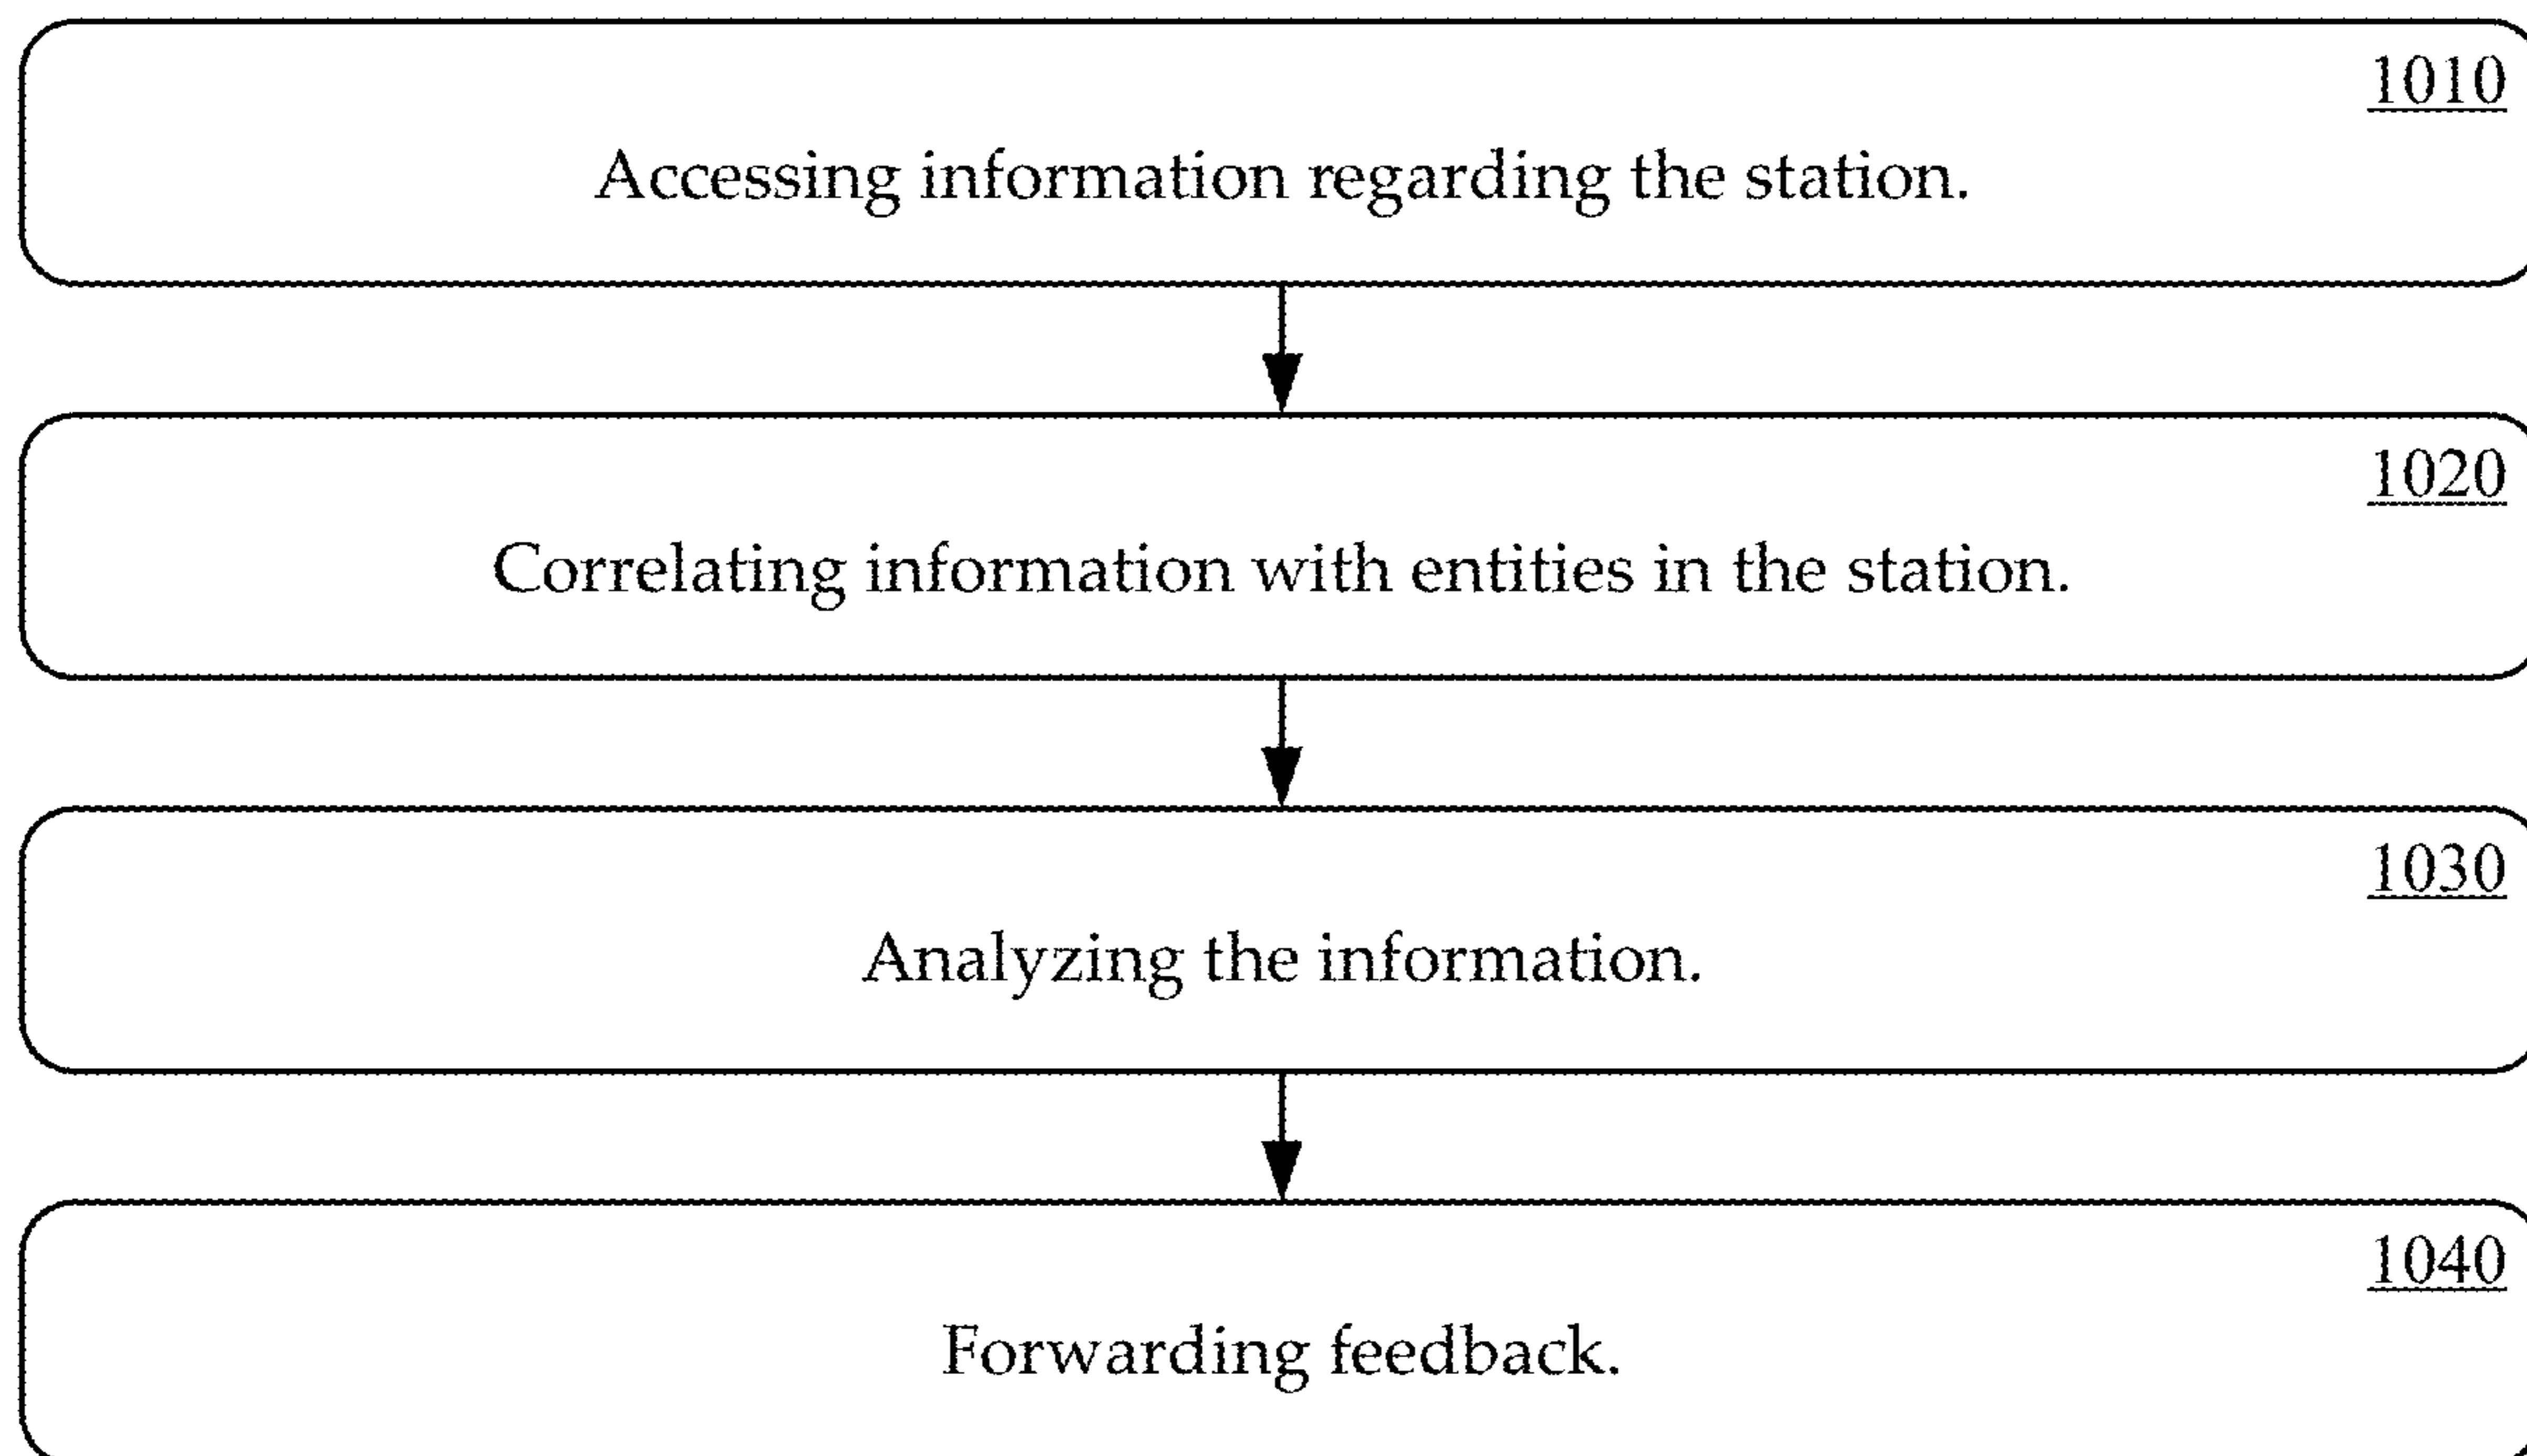 1010
Accessing information regarding the station.
1020
Correlating information with entities in the station.
1030
Analyzing the information.
1040
Forwarding feedback.